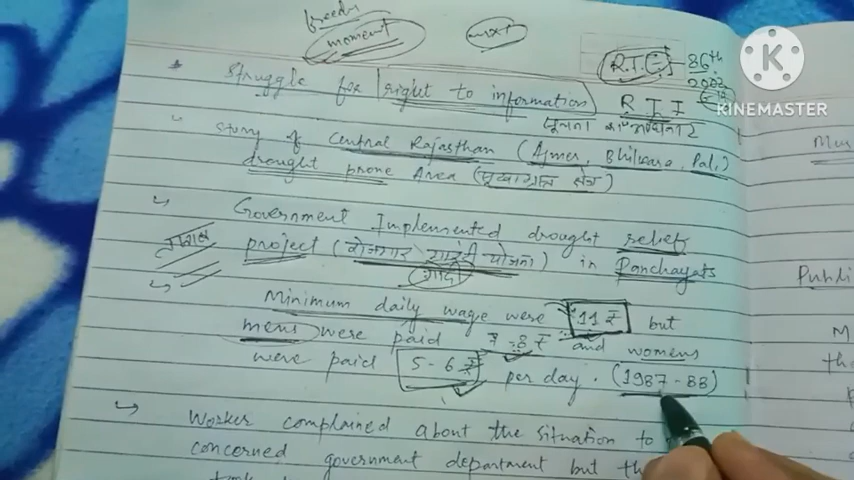 freedom
moment
next
R.T.E - 86th
2002
* Struggle for right to information
R T I
सूचना का अधिकार
Story of Central Rajasthan (Ajmer, Bhilwara, Pali)
drought prone Area (सूखाग्रस्त क्षेत्र)
Government Implemented drought relief
project (रोजगार गारंटी योजना) in Panchayats
Minimum daily wage were 11 ₹ but
mens were paid 7-8 ₹ and womens
were paid 5-6 ₹ per day. (1987-88)
Worker complained about the situation to
concerned government department but
KINEMASTER